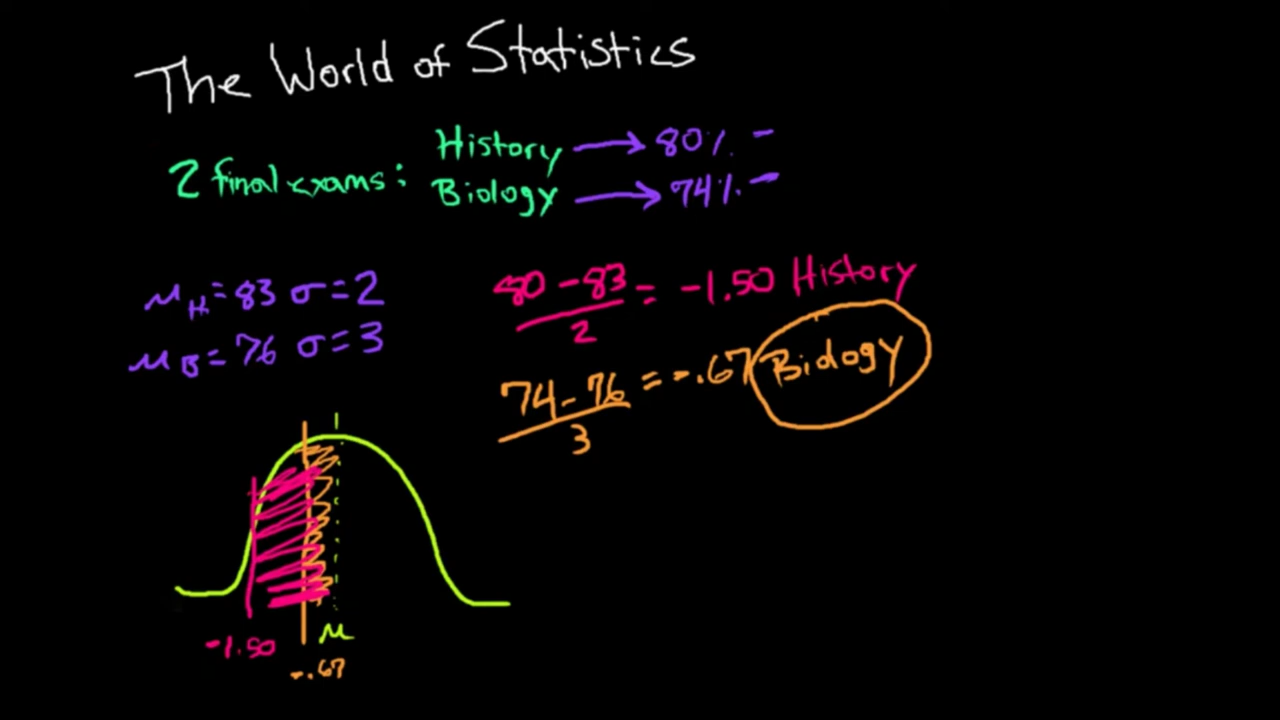 The World of Statistics
2 final exams: History → 80% -
Biology → 74% -
μH = 83 σ = 2
μB = 76 σ = 3
80 - 83 = -1.50 History
2
74 - 76 = -.67 Biology
3
-1.50
μ
-.67